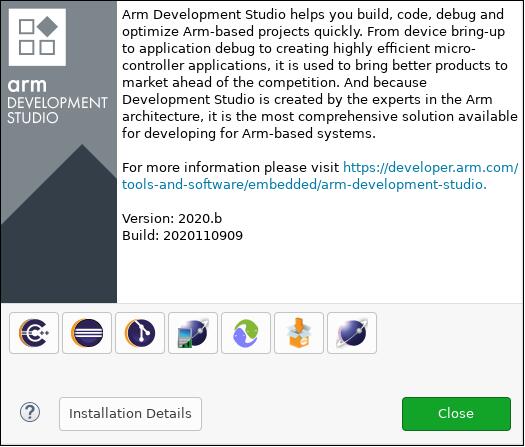 arm
DEVELOPMENT
STUDIO
Arm Development Studio helps you build, code, debug and
optimize Arm-based projects quickly. From device bring-up
to application debug to creating highly efficient micro-
controller applications, it is used to bring better products to
market ahead of the competition. And because
Development Studio is created by the experts in the Arm
architecture, it is the most comprehensive solution available
for developing for Arm-based systems.
For more information please visit https://developer.arm.com/
tools-and-software/embedded/arm-development-studio.
Version: 2020.b
Build: 2020110909
?
Installation Details
Close